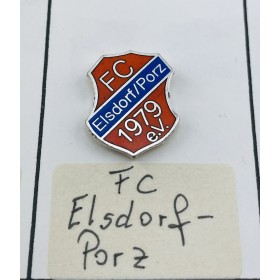 FC
Elsdorf/Porz
1979
e.V.
FC
Elsdorf-
Porz